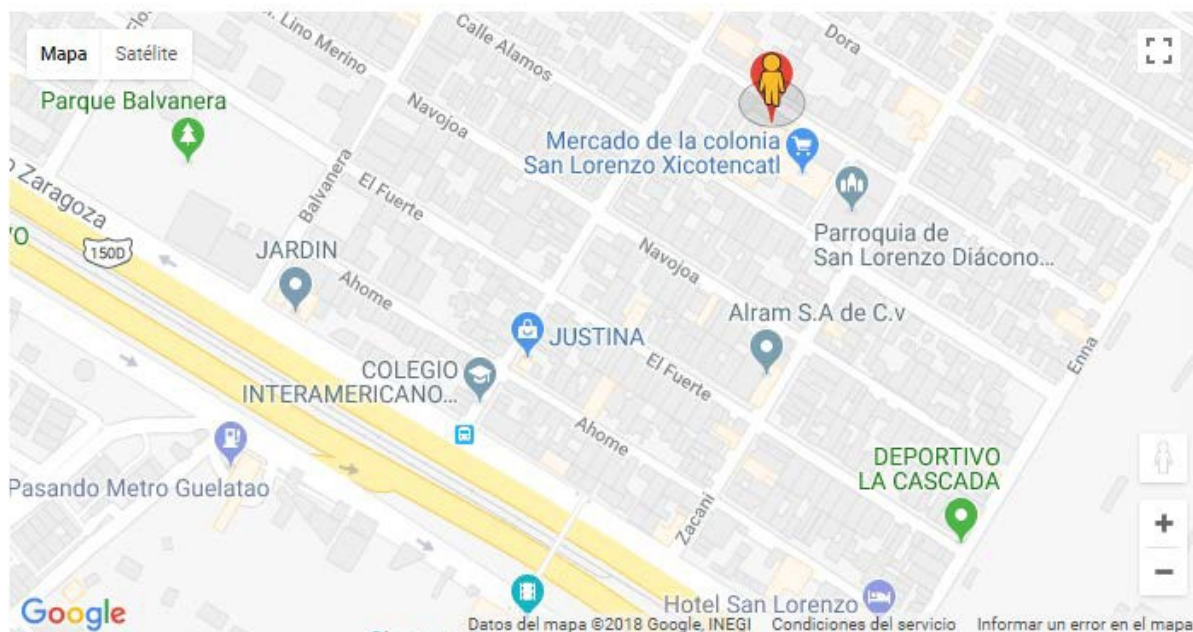 Mapa
Satélite
Lino Merino
Calle Alamos
Dora
Parque Balvanera
Navojoa
Mercado de la colonia
San Lorenzo Xicotencatl
Zaragoza
Balvanera
El Fuerte
150D
JARDIN
Ahome
Navojoa
Parroquia de
San Lorenzo Diácono...
JUSTINA
Alram S.A de C.v
COLEGIO
INTERAMERICANO...
El Fuerte
Enna
Ahome
Pasando Metro Guelatao
DEPORTIVO
LA CASCADA
Zacani
+
−
Hotel San Lorenzo
Google
Datos del mapa ©2018 Google, INEGI
Condiciones del servicio
Informar un error en el mapa